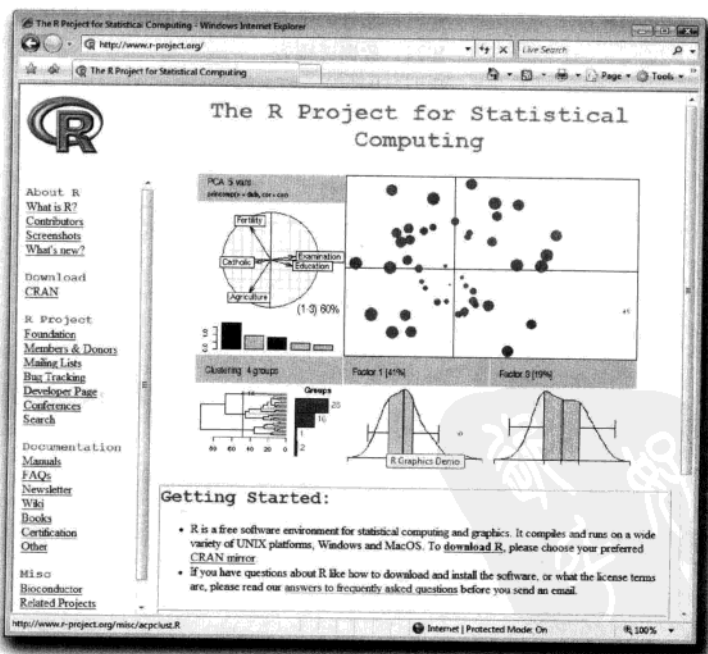 The R Project for Statistical Computing - Windows Internet Explorer
http://www.r-project.org/
Live Search
The R Project for Statistical Computing
Page
Tools
R
The R Project for Statistical
Computing
About R
What is R?
Contributors
Screenshots
What's new?
Download
CRAN
R Project
Foundation
Members & Donors
Mailing Lists
Bug Tracking
Developer Page
Conferences
Search
Documentation
Manuals
FAQs
Newsletter
Wiki
Books
Certification
Other
Misc
Bioconductor
Related Projects
PCA 5 vars
Fertility
Catholic
Examination
Education
Agriculture
(1-3) 60%
Clustering 4 groups
Factor 1 [41%]
Factor 3 [19%]
Groups
80 60 40 20 0
R Graphics Demo
Getting Started:
• R is a free software environment for statistical computing and graphics. It compiles and runs on a wide
variety of UNIX platforms, Windows and MacOS. To download R, please choose your preferred
CRAN mirror.
• If you have questions about R like how to download and install the software, or what the license terms
are, please read our answers to frequently asked questions before you send an email.
http://www.r-project.org/misc/acpclust.R
Internet | Protected Mode: On
100%